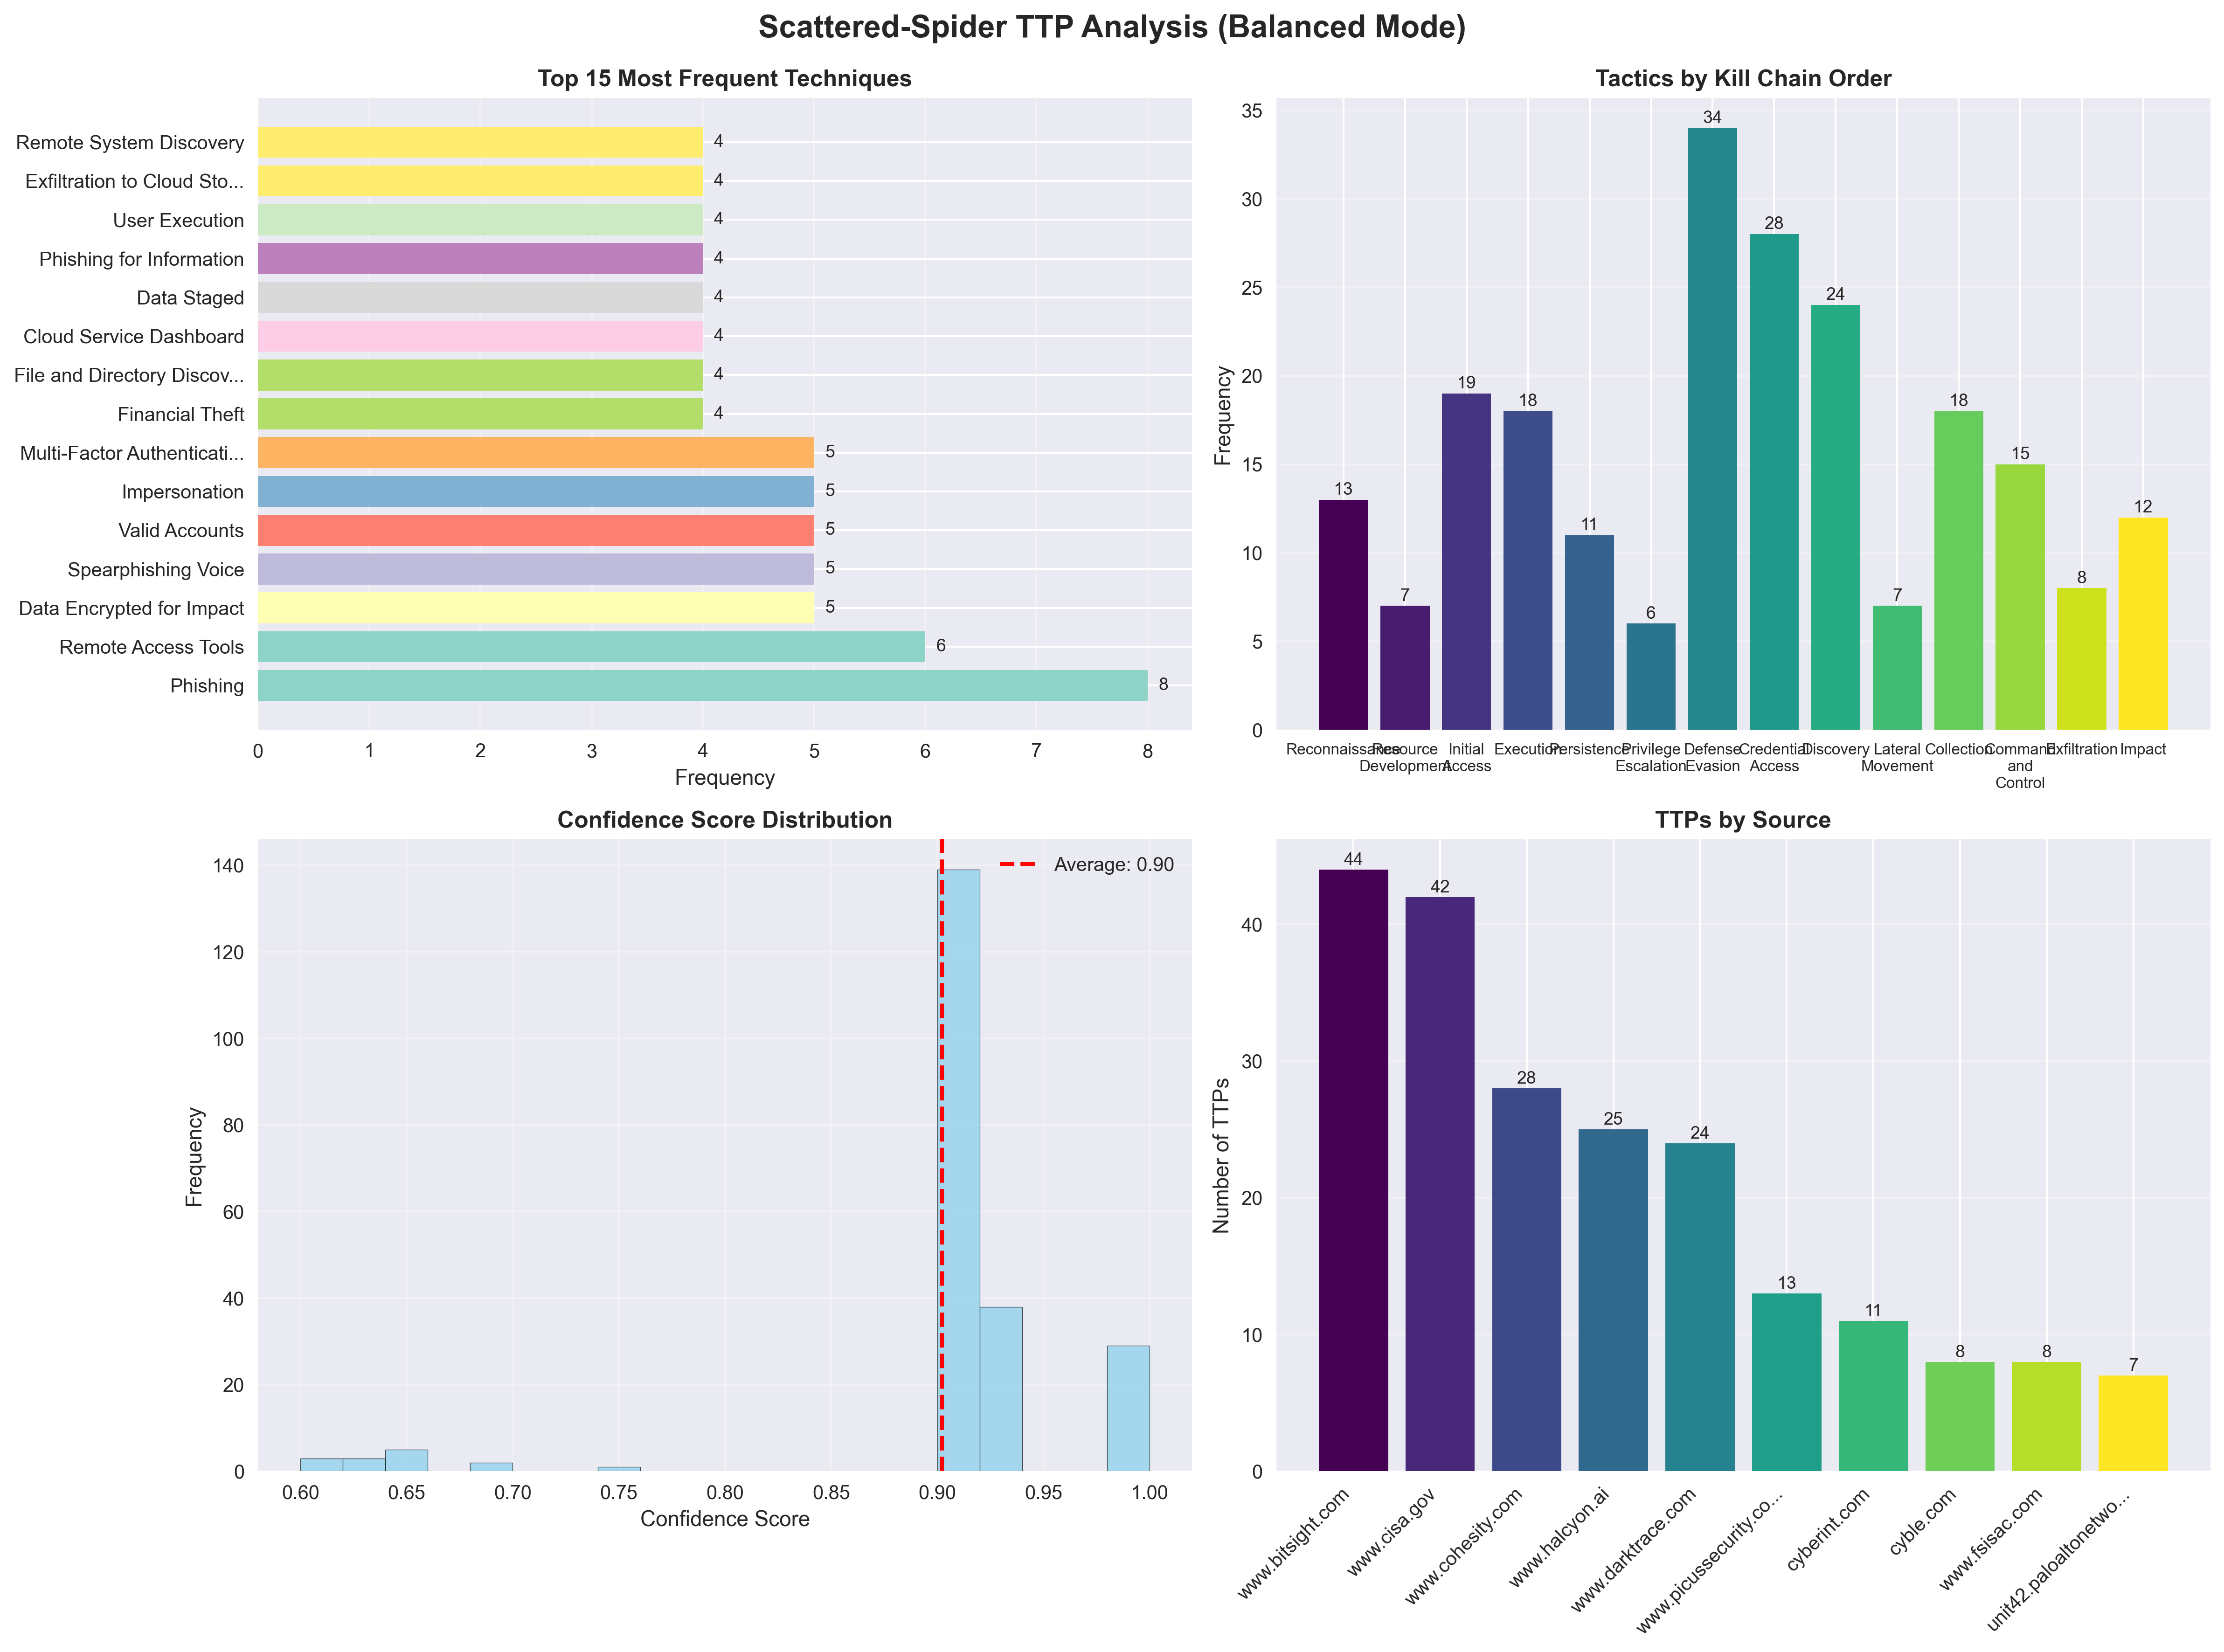 Scattered-Spider TTP Analysis (Balanced Mode)
Top 15 Most Frequent Techniques
Remote System Discovery
4
Exfiltration to Cloud Sto...
4
User Execution
4
Phishing for Information
4
Data Staged
4
Cloud Service Dashboard
4
File and Directory Discov...
4
Financial Theft
4
Multi-Factor Authenticati...
5
Impersonation
5
Valid Accounts
5
Spearphishing Voice
5
Data Encrypted for Impact
5
Remote Access Tools
6
Phishing
8
0 1 2 3 4 5 6 7 8
Frequency
Tactics by Kill Chain Order
Frequency
35
30
25
20
15
10
5
0
13
7
19
18
11
6
34
28
24
7
18
15
8
12
Reconnaissance
Resource
Development
Initial
Access
Execution
Persistence
Privilege
Escalation
Defense
Evasion
Credential
Access
Discovery
Lateral
Movement
Collection
Command
and
Control
Exfiltration
Impact
Confidence Score Distribution
Average: 0.90
Frequency
140
120
100
80
60
40
20
0
0.60 0.65 0.70 0.75 0.80 0.85 0.90 0.95 1.00
Confidence Score
TTPs by Source
Number of TTPs
40
30
20
10
0
44
42
28
25
24
13
11
8
8
7
www.bitsight.com
www.cisa.gov
www.cohesity.com
www.halcyon.ai
www.darktrace.com
www.picussecurity.co...
cyberint.com
cyble.com
www.fsisac.com
unit42.paloaltonetwo...